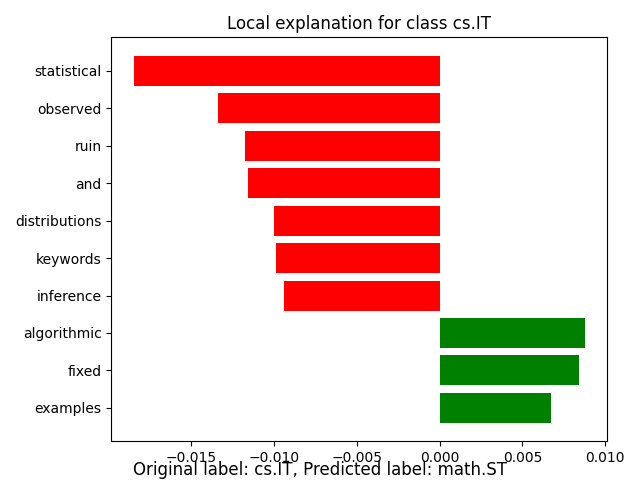 Local explanation for class cs.IT
statistical
observed
ruin
and
distributions
keywords
inference
algorithmic
fixed
examples
−0.015 −0.010 −0.005 0.000 0.005 0.010
Original label: cs.IT, Predicted label: math.ST